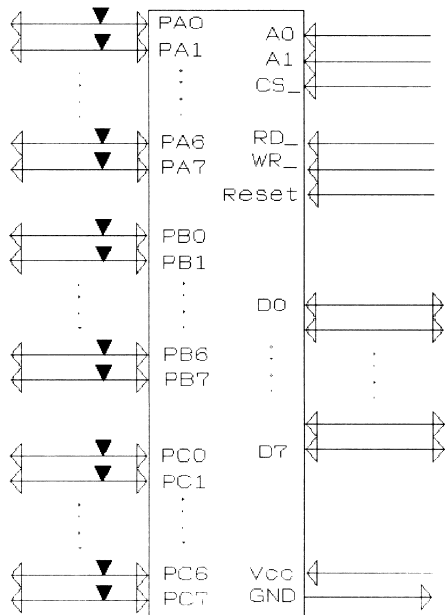 PA0
PA1
PA6
PA7
PB0
PB1
PB6
PB7
PC0
PC1
PC6
PC7
A0
A1
CS_
RD_
WR_
Reset
D0
D7
Vcc
GND